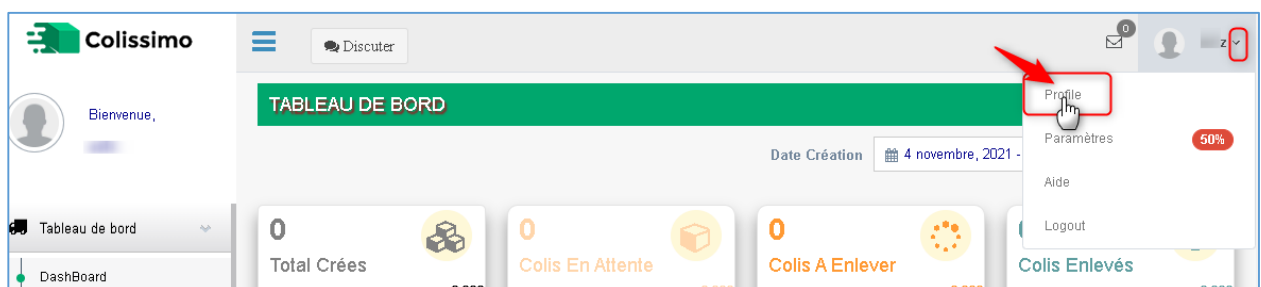 Colissimo
Discuter
0
z
Bienvenue,
TABLEAU DE BORD
Profile
Date Création
4 novembre, 2021 -
Paramètres
50%
Aide
Logout
Tableau de bord
DashBoard
0
Total Crées
0
Colis En Attente
0
Colis A Enlever
Colis Enlevés